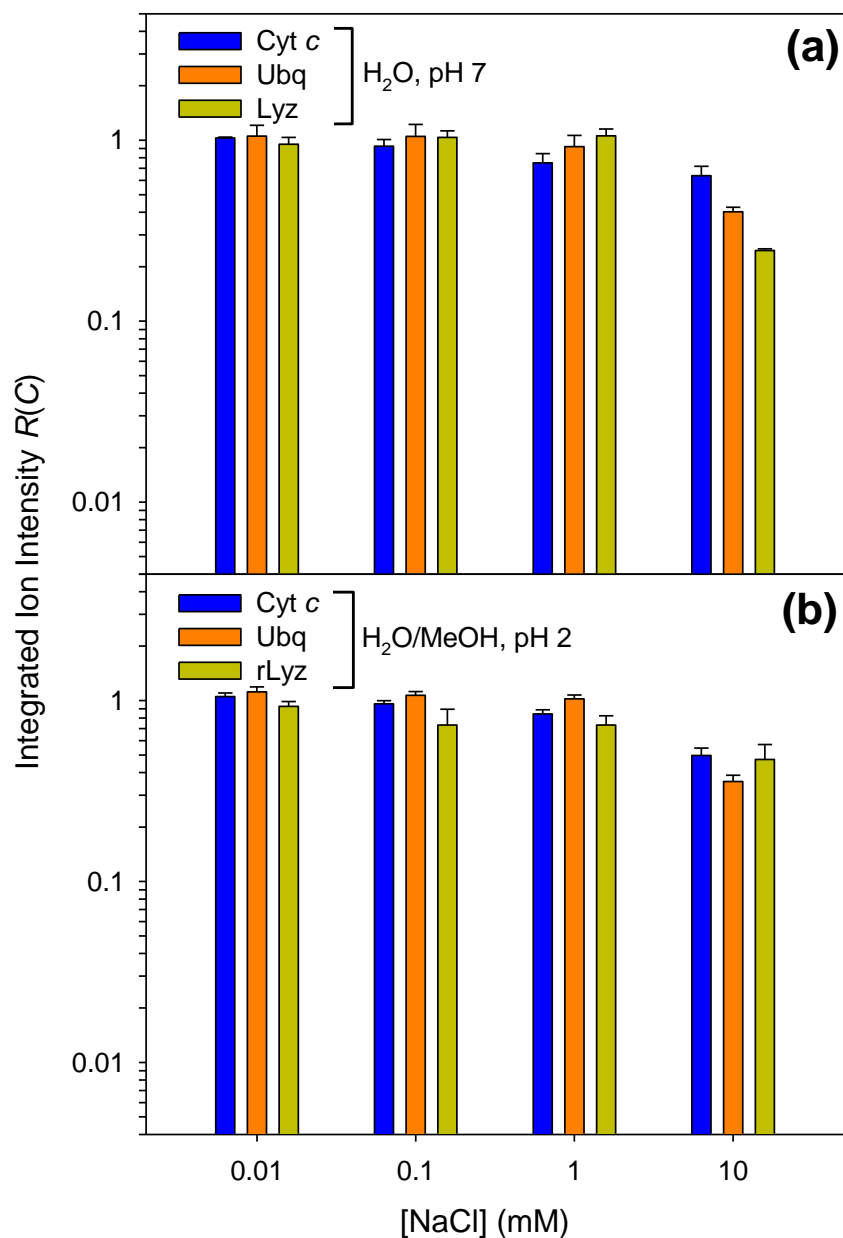 (a)
Cyt c
Ubq
Lyz
H2O, pH 7
1
0.1
0.01
Integrated Ion Intensity R(C)
(b)
Cyt c
Ubq
rLyz
H2O/MeOH, pH 2
1
0.1
0.01
0.01 0.1 1 10
[NaCl] (mM)